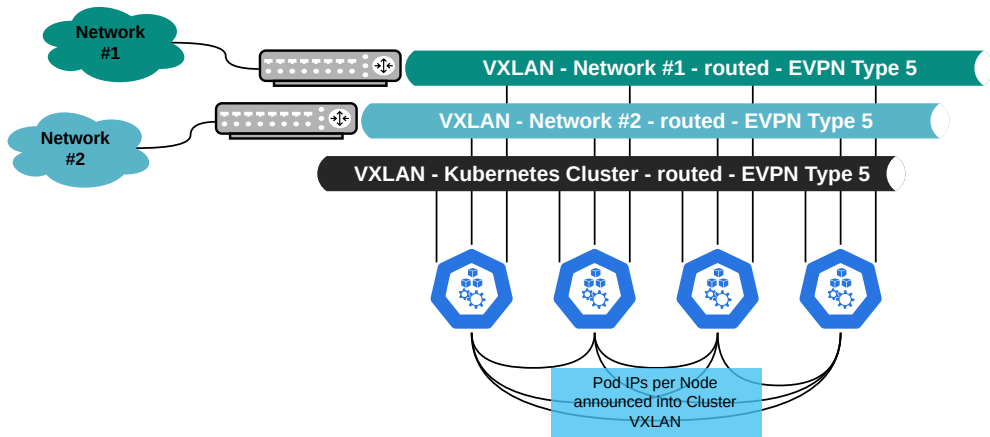 Network
#1
VXLAN - Network #1 - routed - EVPN Type 5
Network
#2
VXLAN - Network #2 - routed - EVPN Type 5
VXLAN - Kubernetes Cluster - routed - EVPN Type 5
Pod IPs per Node
announced into Cluster
VXLAN